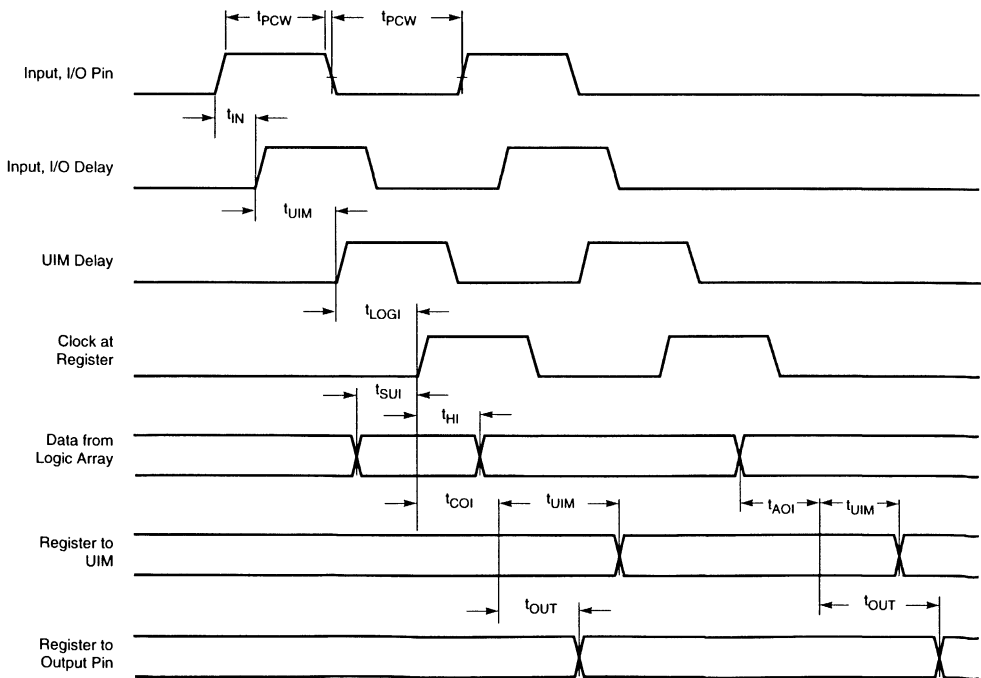 tPCW tPCW
Input, I/O Pin
tIN
Input, I/O Delay
tUIM
UIM Delay
tLOGI
Clock at
Register
tSUI
tHI
Data from
Logic Array
tCOI tUIM tAOI tUIM
Register to
UIM
tOUT tOUT
Register to
Output Pin